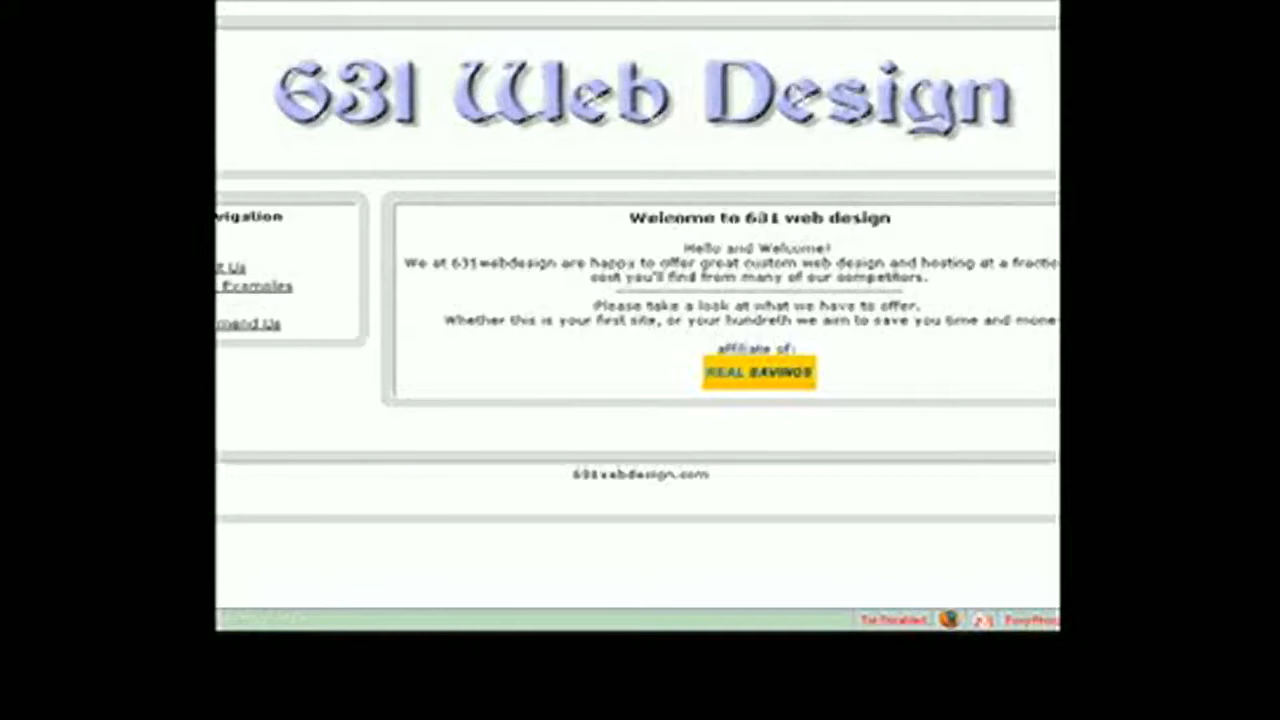 631 Web Design
vigation
t Us
Examples
mend Us
Welcome to 631 web design
Hello and Welcome!
We at 631webdesign are happy to offer great custom web design and hosting at a fractio
cost you'll find from many of our competitors.
Please take a look at what we have to offer.
Whether this is your first site, or your hundreth we aim to save you time and mone
affiliate of:
REAL SAVINGS
631webdesign.com
Tor Disabled